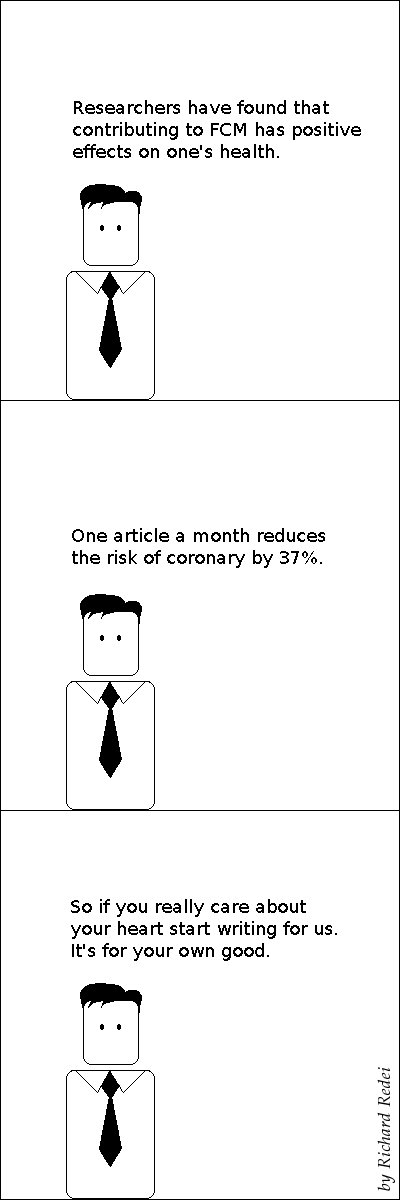 Researchers have found that
contributing to FCM has positive
effects on one's health.
One article a month reduces
the risk of coronary by 37%.
So if you really care about
your heart start writing for us.
It's for your own good.
by Richard Redei